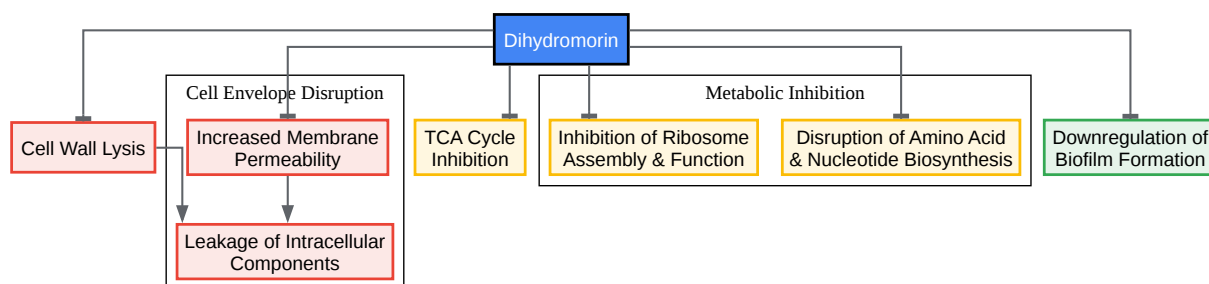 Dihydromorin
Cell Envelope Disruption
Metabolic Inhibition
Cell Wall Lysis
Increased Membrane
Permeability
TCA Cycle
Inhibition
Inhibition of Ribosome
Assembly & Function
Disruption of Amino Acid
& Nucleotide Biosynthesis
Downregulation of
Biofilm Formation
Leakage of Intracellular
Components